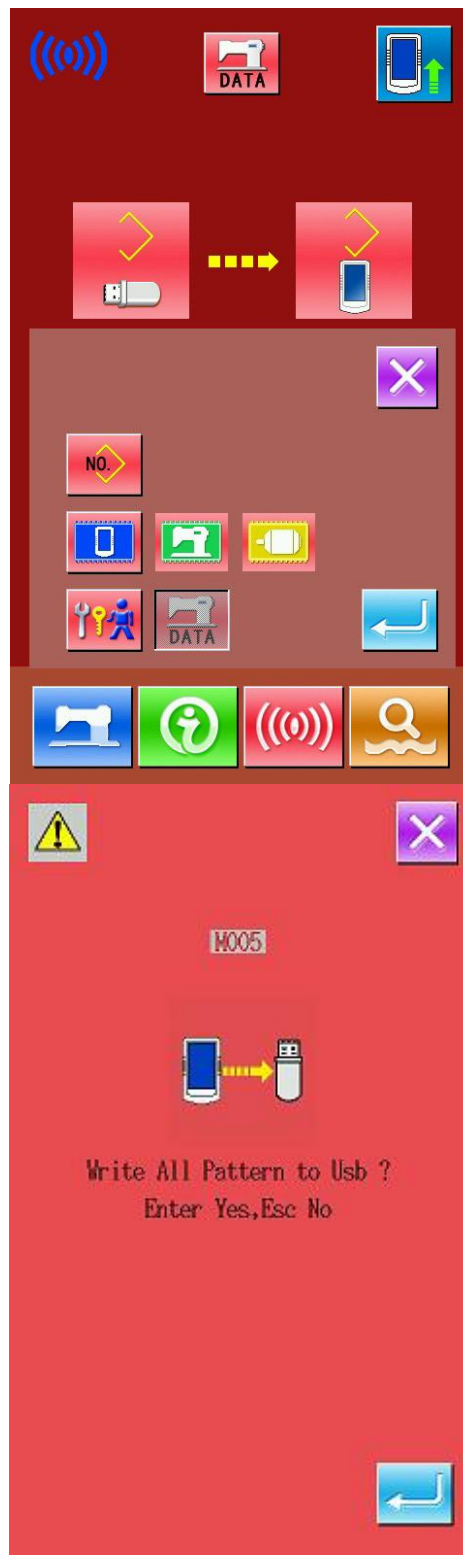 DATA
NO.
DATA
M005
Write All Pattern to Usb ?
Enter Yes,Esc No